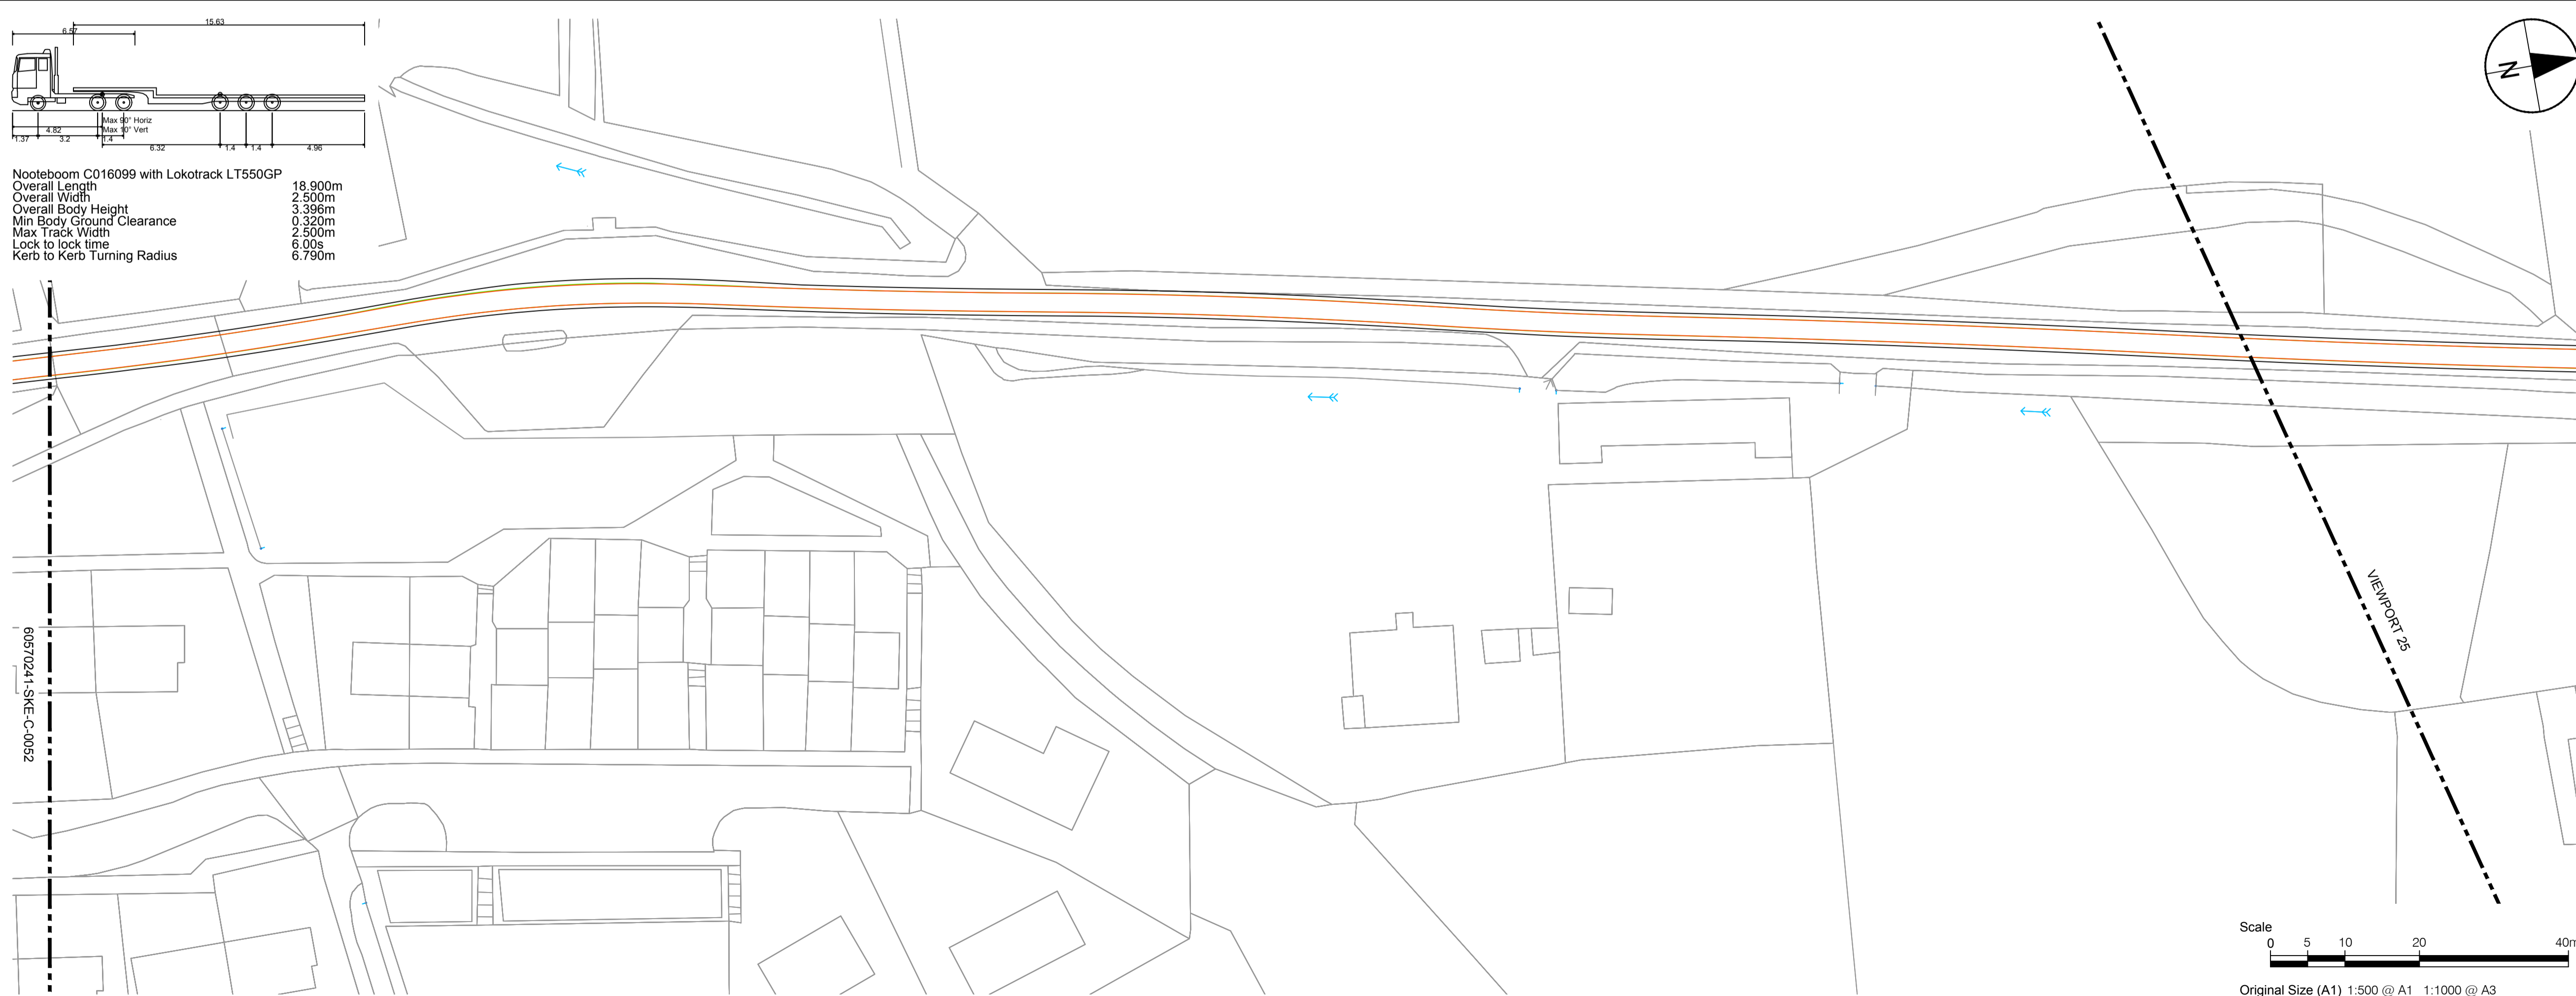 15.63
6.57
Max 90° Horiz
Max 10° Vert
4.82
1.37
3.2
1.4
6.32
1.4
1.4
4.96
Nooteboom C016099 with Lokotrack LT550GP
Overall Length 18.900m
Overall Width 2.500m
Overall Body Height 3.396m
Min Body Ground Clearance 0.320m
Max Track Width 2.500m
Lock to lock time 6.00s
Kerb to Kerb Turning Radius 6.790m
N
60570241-SKE-C-0052
VIEWPORT 25
Scale
0 5 10 20 40m
Original Size (A1) 1:500 @ A1 1:1000 @ A3